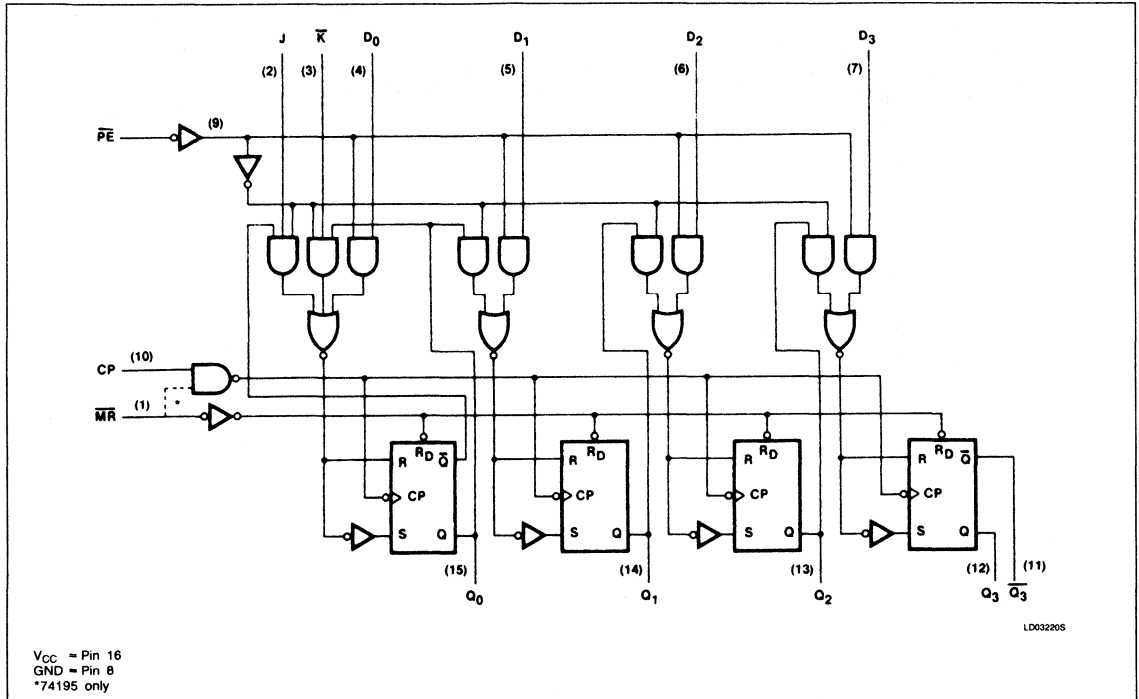 J K̅ D0 D1 D2 D3
(2) (3) (4) (5) (6) (7)
P̅E̅ (9)
CP (10)
M̅R̅ (1) *
R RD Q̅ R RD R RD R RD Q̅
CP CP CP CP
S Q S Q S Q S Q
(15) (14) (13) (12) (11)
Q0 Q1 Q2 Q3 Q̅3
LD03220S
VCC = Pin 16
GND = Pin 8
*74195 only